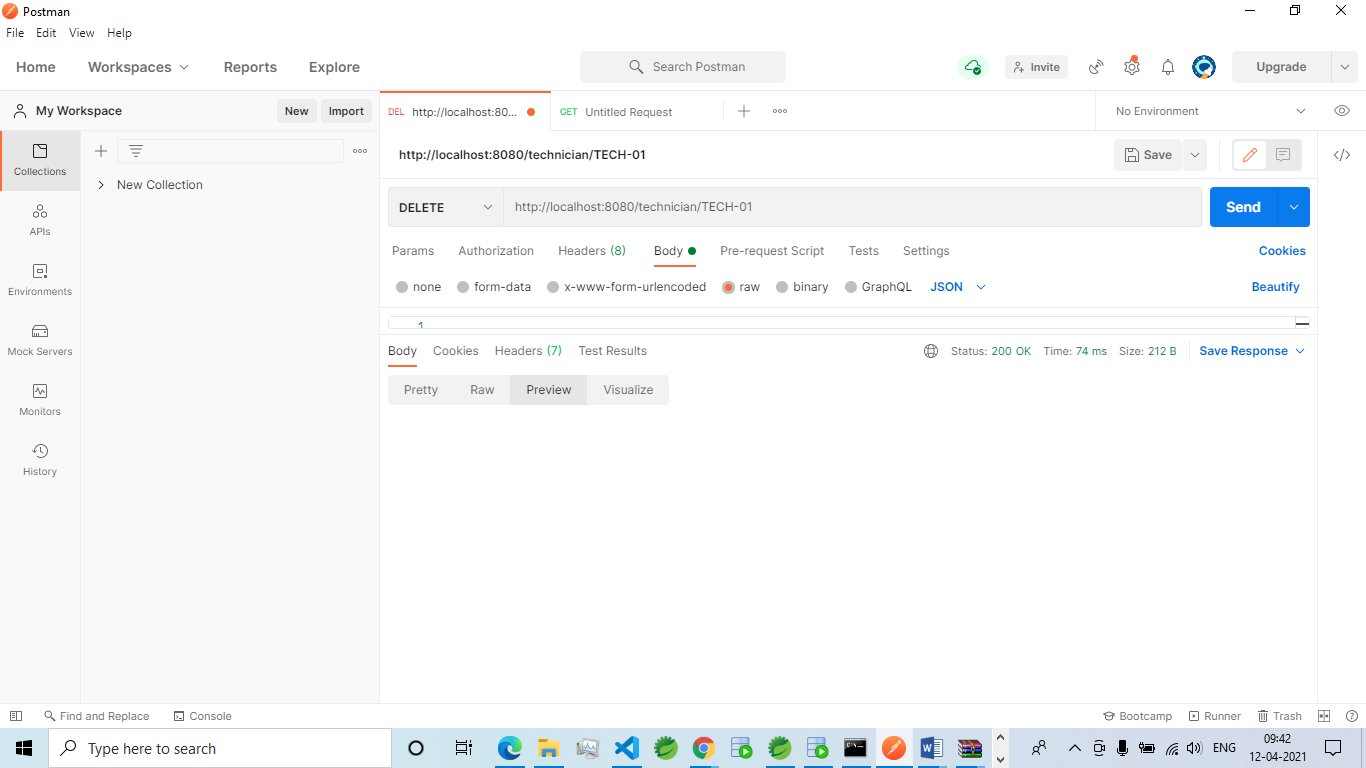 Postman
File Edit View Help
Home Workspaces Reports Explore Search Postman Invite Upgrade
My Workspace New Import DEL http://localhost:80... GET Untitled Request No Environment
http://localhost:8080/technician/TECH-01 Save
Collections
New Collection
DELETE http://localhost:8080/technician/TECH-01 Send
APIs
Params Authorization Headers (8) Body Pre-request Script Tests Settings Cookies
Environments
none form-data x-www-form-urlencoded raw binary GraphQL JSON Beautify
1
Mock Servers
Body Cookies Headers (7) Test Results Status: 200 OK Time: 74 ms Size: 212 B Save Response
Pretty Raw Preview Visualize
Monitors
History
Find and Replace Console Bootcamp Runner Trash
Type here to search ENG 09:42
12-04-2021